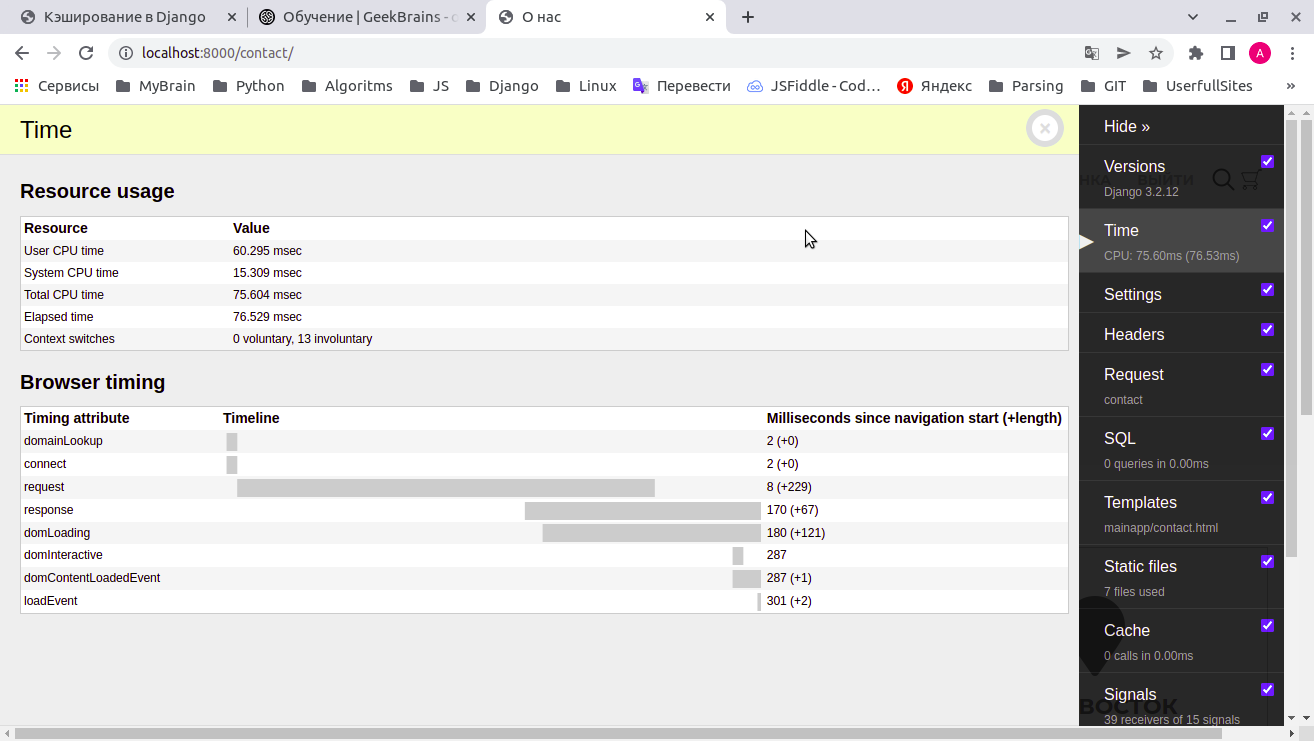 Кэширование в Django
Обучение | GeekBrains -
О нас
localhost:8000/contact/
A
Сервисы MyBrain Python Algoritms JS Django Linux Перевести JSFiddle - Cod… Яндекс Parsing GIT UserfullSites »
Time
Resource usage
Resource Value
User CPU time 60.295 msec
System CPU time 15.309 msec
Total CPU time 75.604 msec
Elapsed time 76.529 msec
Context switches 0 voluntary, 13 involuntary
Browser timing
Timing attribute Timeline Milliseconds since navigation start (+length)
domainLookup 2 (+0)
connect 2 (+0)
request 8 (+229)
response 170 (+67)
domLoading 180 (+121)
domInteractive 287
domContentLoadedEvent 287 (+1)
loadEvent 301 (+2)
Hide »
Versions
Django 3.2.12
ВЫЙТИ
Time
CPU: 75.60ms (76.53ms)
Settings
Headers
Request
contact
SQL
0 queries in 0.00ms
Templates
mainapp/contact.html
Static files
7 files used
Cache
0 calls in 0.00ms
Signals
ВОСТОК
39 receivers of 15 signals